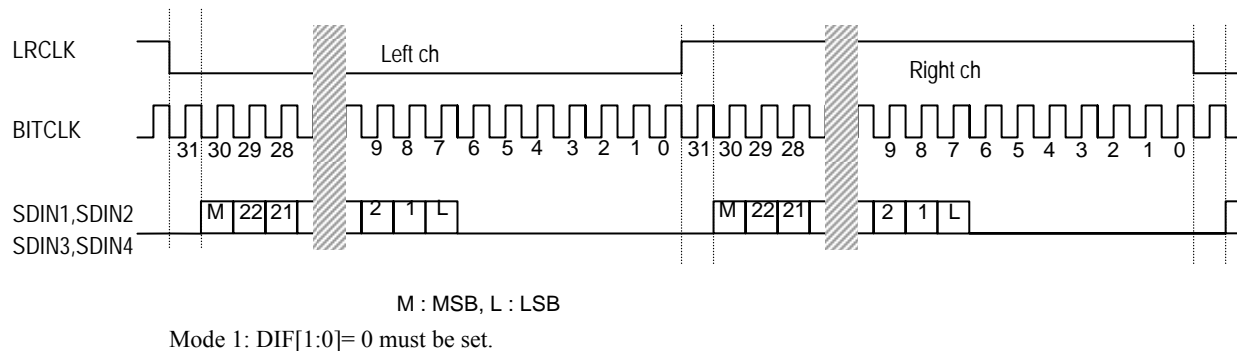 LRCLK
Left ch
Right ch
BITCLK
31 30 29 28 9 8 7 6 5 4 3 2 1 0 31 30 29 28 9 8 7 6 5 4 3 2 1 0
SDIN1,SDIN2
M 22 21 2 1 L M 22 21 2 1 L
SDIN3,SDIN4
M : MSB, L : LSB
Mode 1: DIF[1:0]= 0 must be set.